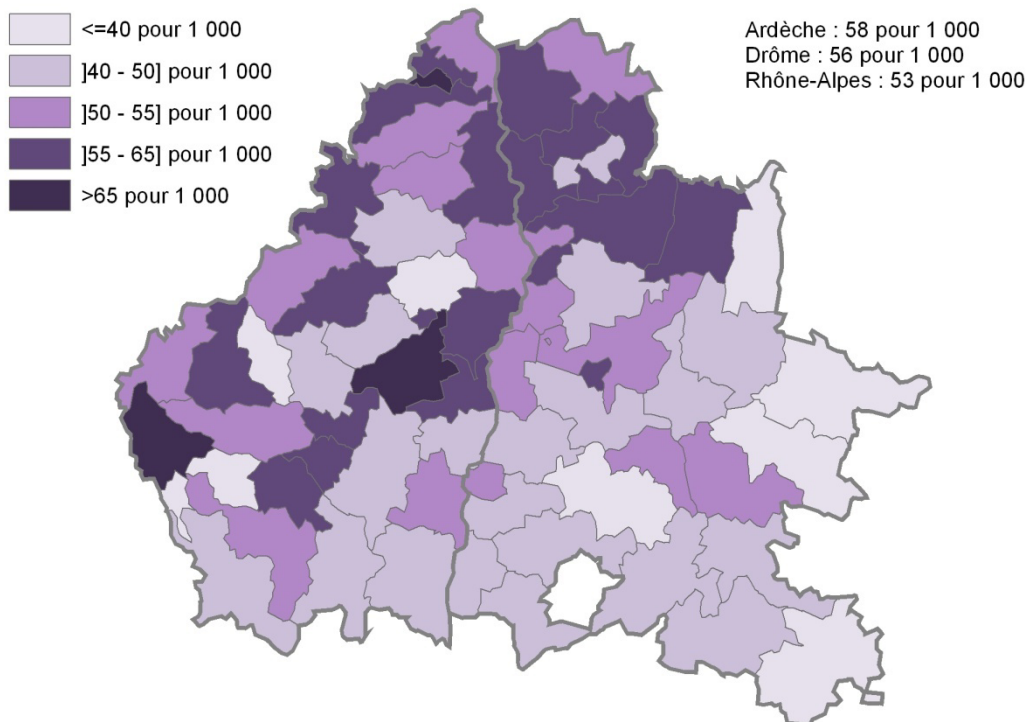 <=40 pour 1 000
]40 - 50] pour 1 000
]50 - 55] pour 1 000
]55 - 65] pour 1 000
>65 pour 1 000
Ardèche : 58 pour 1 000
Drôme : 56 pour 1 000
Rhône-Alpes : 53 pour 1 000